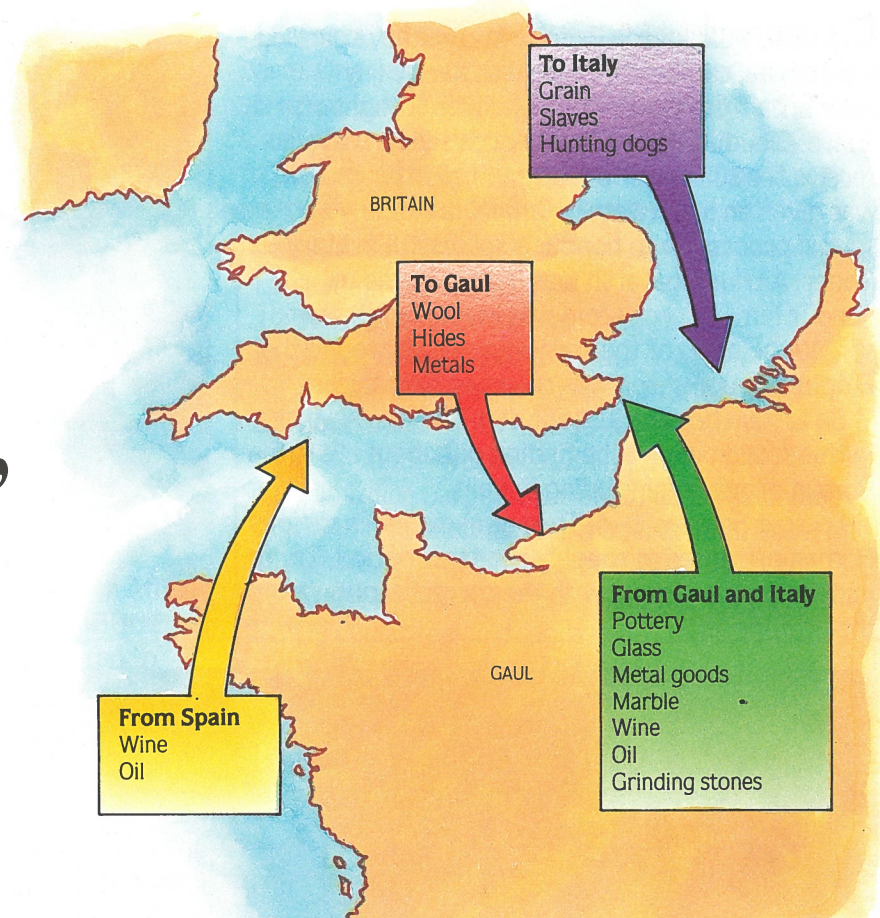 To Italy
Grain
Slaves
Hunting dogs
BRITAIN
To Gaul
Wool
Hides
Metals
,
From Gaul and Italy
Pottery
Glass
Metal goods
Marble
Wine
Oil
Grinding stones
GAUL
From Spain
Wine
Oil